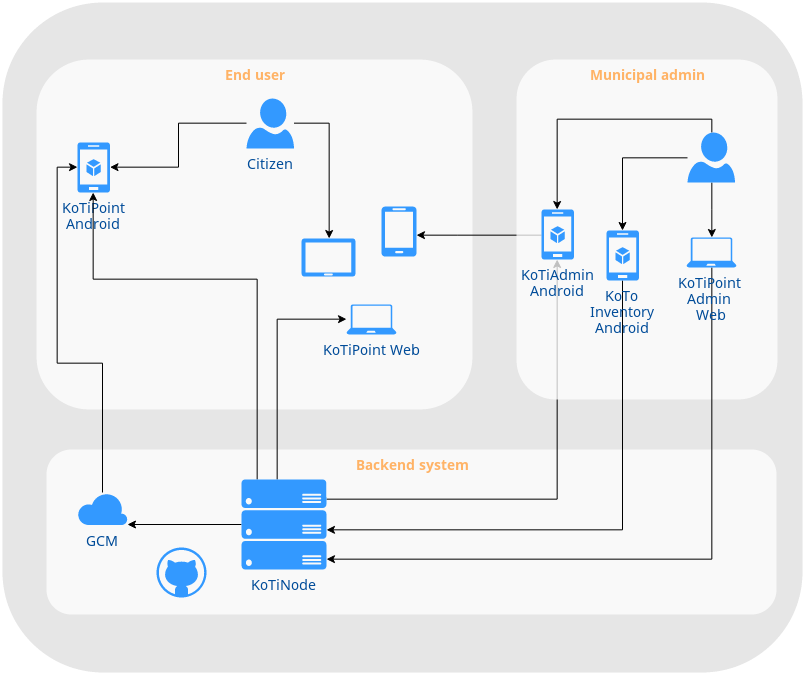 End user
Citizen
KoTiPoint
Android
KoTiPoint Web
Municipal admin
KoTiAdmin
Android
KoTo
Inventory
Android
KoTiPoint
Admin
Web
Backend system
GCM
KoTiNode